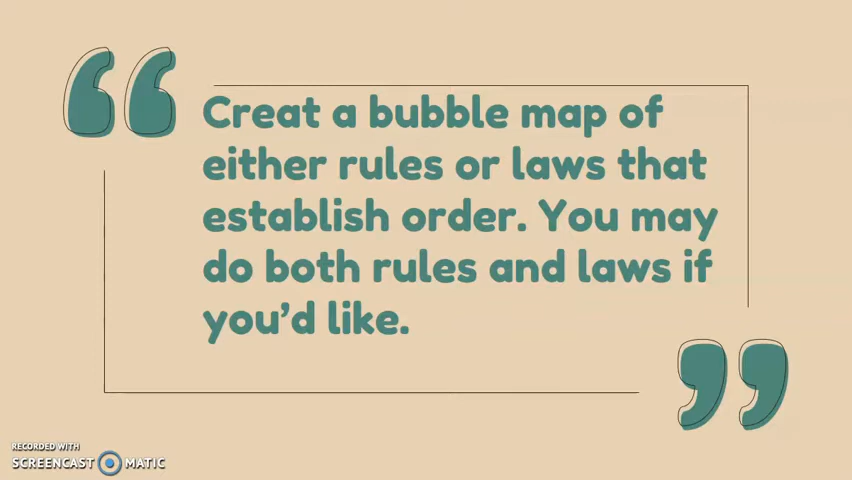 Creat a bubble map of
either rules or laws that
establish order. You may
do both rules and laws if
you’d like.
RECORDED WITH
SCREENCAST MATIC